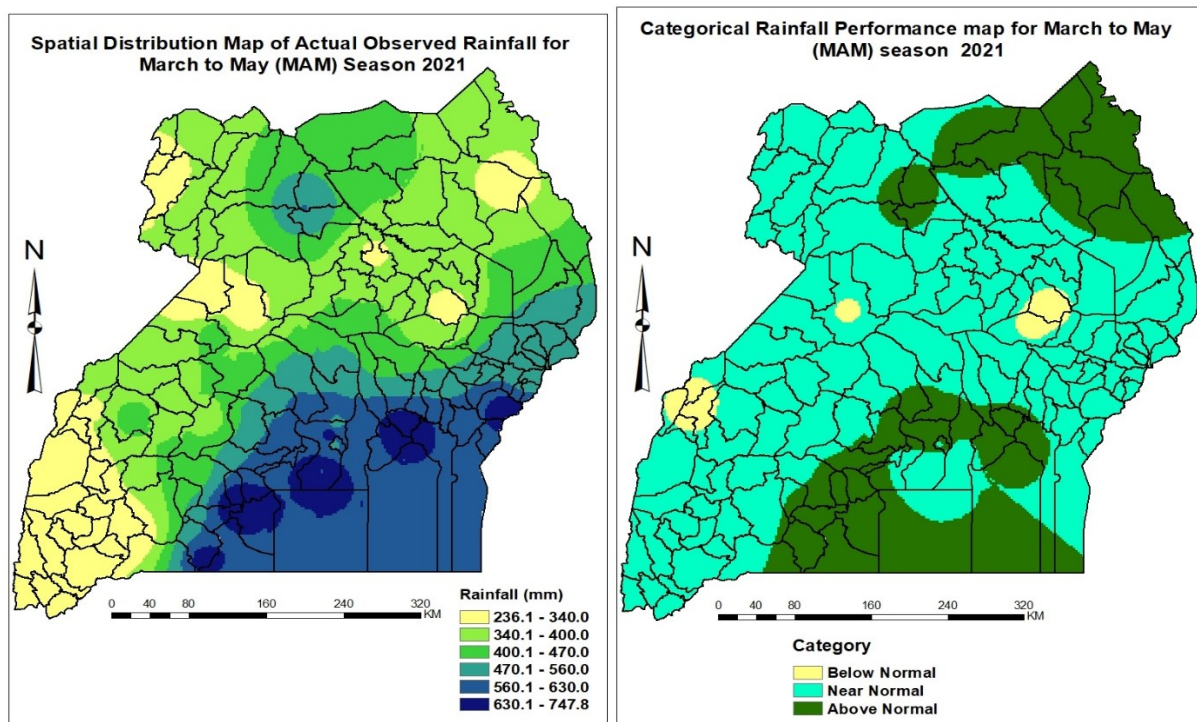 Spatial Distribution Map of Actual Observed Rainfall for
March to May (MAM) Season 2021
N
0 20 40 80 160 240 320
KM
Rainfall (mm)
236.1 - 340.0
340.1 - 400.0
400.1 - 470.0
470.1 - 560.0
560.1 - 630.0
630.1 - 747.8
Categorical Rainfall Performance map for March to May
(MAM) season 2021
N
0 20 40 80 160 240 320
KM
Category
Below Normal
Near Normal
Above Normal